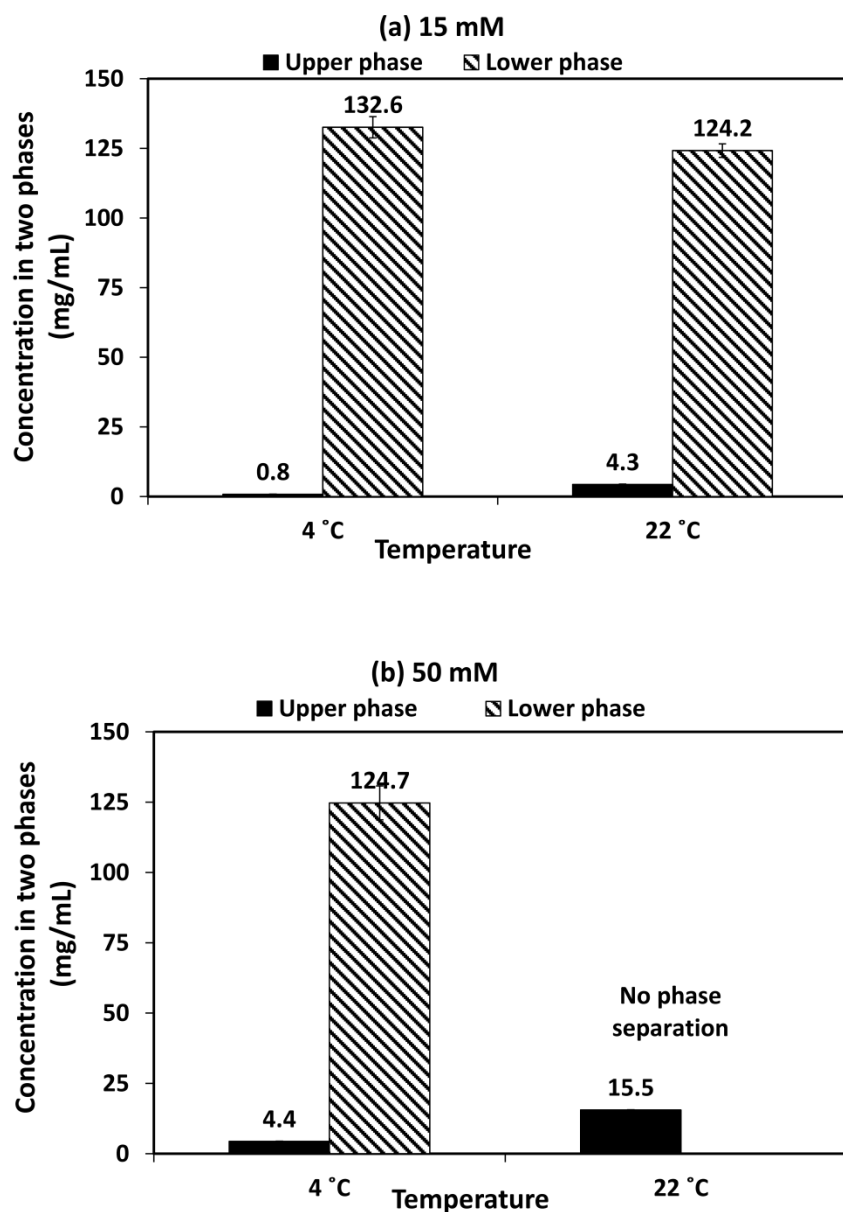 (a) 15 mM
Upper phase Lower phase
Concentration in two phases
(mg/mL)
150
125
100
75
50
25
0
132.6
124.2
0.8
4.3
4 ˚C
22 ˚C
Temperature
(b) 50 mM
Upper phase Lower phase
Concentration in two phases
(mg/mL)
150
125
100
75
50
25
0
124.7
No phase
separation
4.4
15.5
4 ˚C
22 ˚C
Temperature